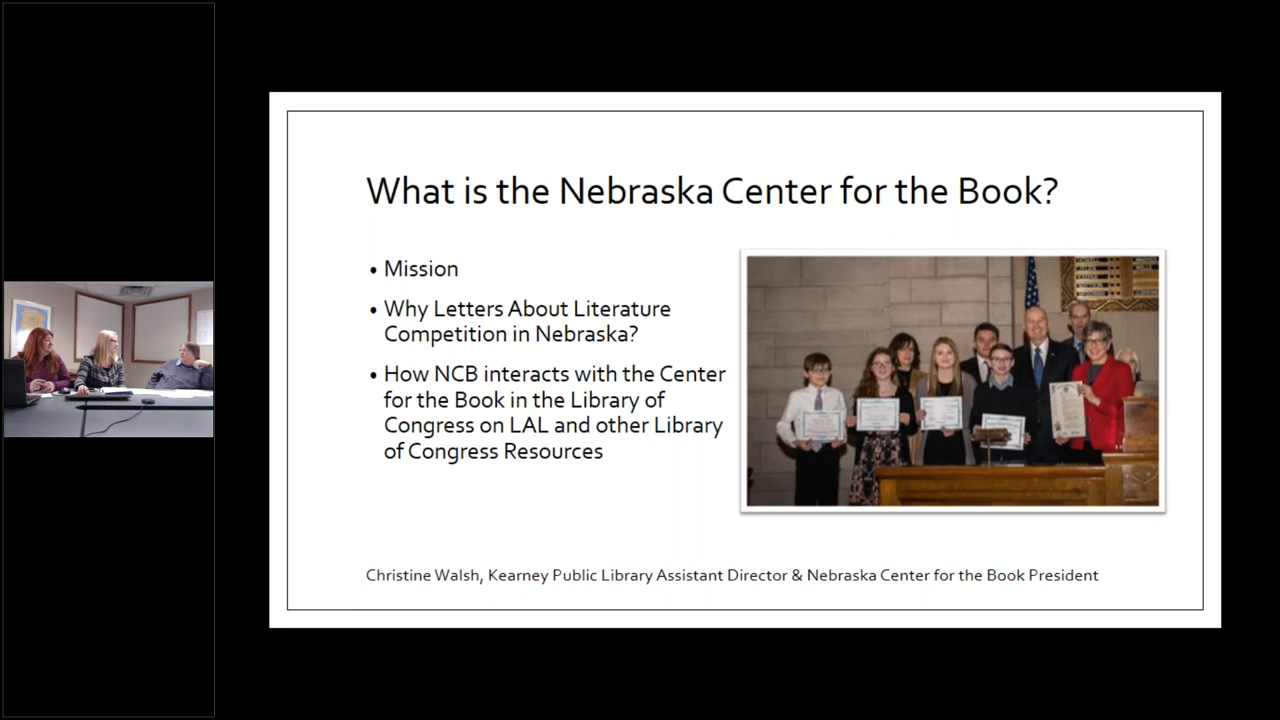 What is the Nebraska Center for the Book?
• Mission
• Why Letters About Literature
Competition in Nebraska?
• How NCB interacts with the Center
for the Book in the Library of
Congress on LAL and other Library
of Congress Resources
Christine Walsh, Kearney Public Library Assistant Director & Nebraska Center for the Book President